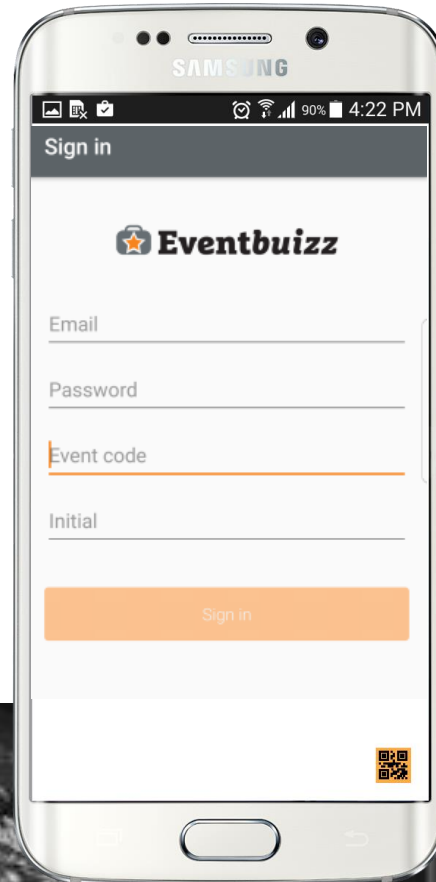 SAMSUNG
90% 4:22 PM
Sign in
Eventbuizz
Email
Password
Event code
Initial
Sign in